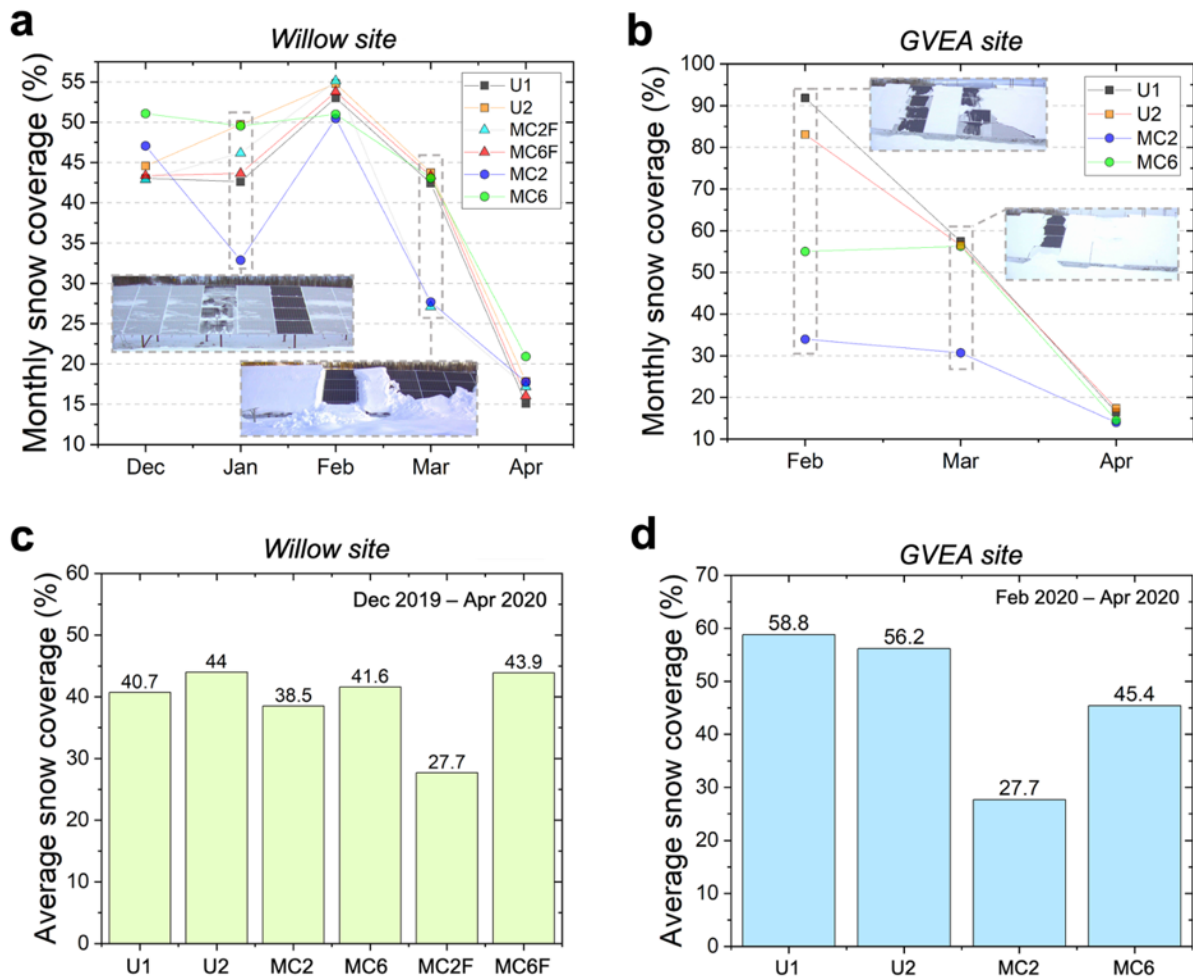 a
Willow site
Monthly snow coverage (%)
55
50
45
40
35
30
25
20
15
10
Dec Jan Feb Mar Apr
U1
U2
MC2F
MC6F
MC2
MC6
b
GVEA site
Monthly snow coverage (%)
100
90
80
70
60
50
40
30
20
10
Feb Mar Apr
U1
U2
MC2
MC6
c
Willow site
Dec 2019 – Apr 2020
Average snow coverage (%)
60
50
40
30
20
10
0
40.7
44
38.5
41.6
27.7
43.9
U1 U2 MC2 MC6 MC2F MC6F
d
GVEA site
Feb 2020 – Apr 2020
Average snow coverage (%)
70
60
50
40
30
20
10
0
58.8
56.2
27.7
45.4
U1 U2 MC2 MC6